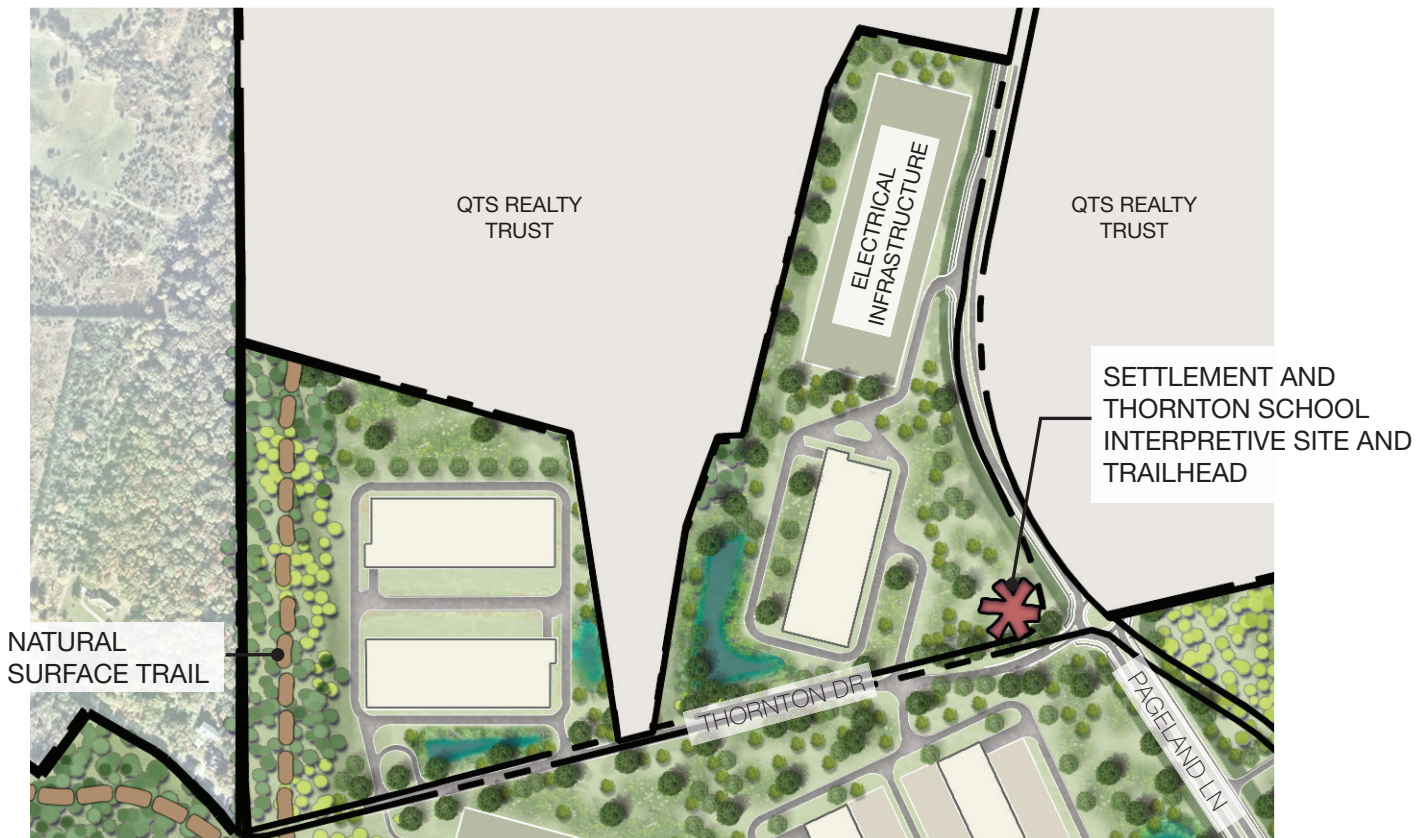 QTS REALTY
TRUST
ELECTRICAL
INFRASTRUCTURE
QTS REALTY
TRUST
SETTLEMENT AND
THORNTON SCHOOL
INTERPRETIVE SITE AND
TRAILHEAD
NATURAL
SURFACE TRAIL
THORNTON DR
PAGELAND LN